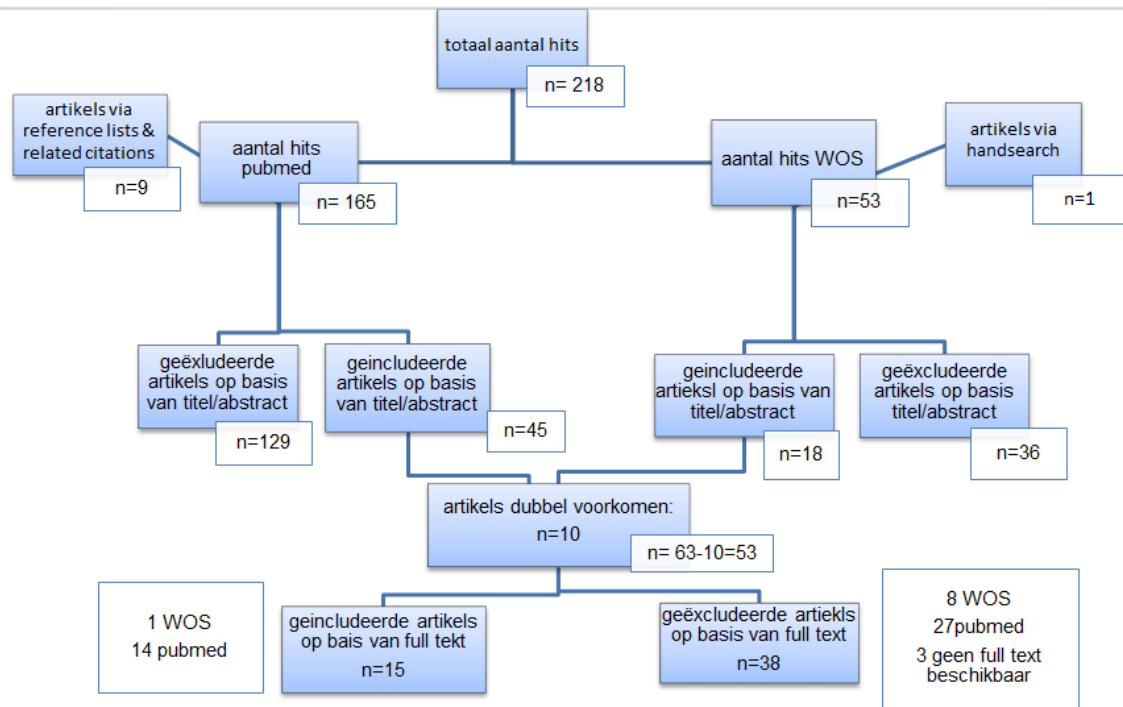 totaal aantal hits
n= 218
artikels via
reference lists &
related citations
n=9
aantal hits
pubmed
n= 165
aantal hits WOS
n=53
artikels via
handsearch
n=1
geëxludeerde
artikels op basis
van titel/abstract
n=129
geincludeerde
artikels op basis
van titel/abstract
n=45
geincludeerde
artieksl op basis van
titel/abstract
n=18
geëxcludeerde
artikels op basis
titel/abstract
n=36
artikels dubbel voorkomen:
n=10
n= 63-10=53
1 WOS
14 pubmed
geincludeerde artikels
op bais van full tekt
n=15
geëxcludeerde artiekls
op basis van full text
n=38
8 WOS
27pubmed
3 geen full text
beschikbaar